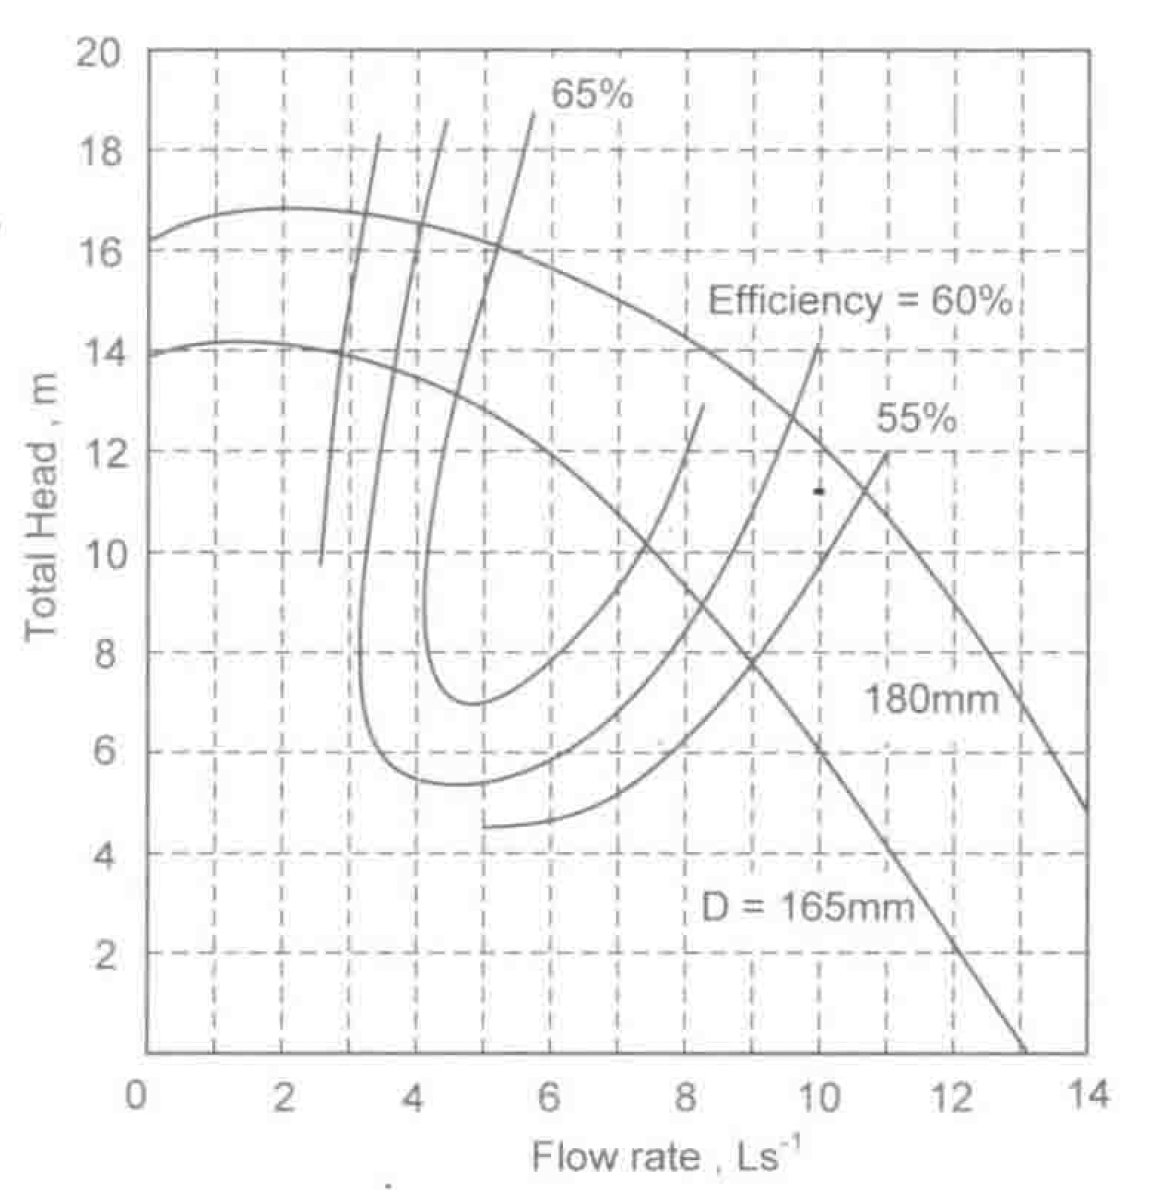 20
65%
18
16
Efficiency = 60%
14
55%
12
Total Head , m
10
8
180mm
6
4
D = 165mm
2
0 2 4 6 8 10 12 14
Flow rate , Ls⁻¹